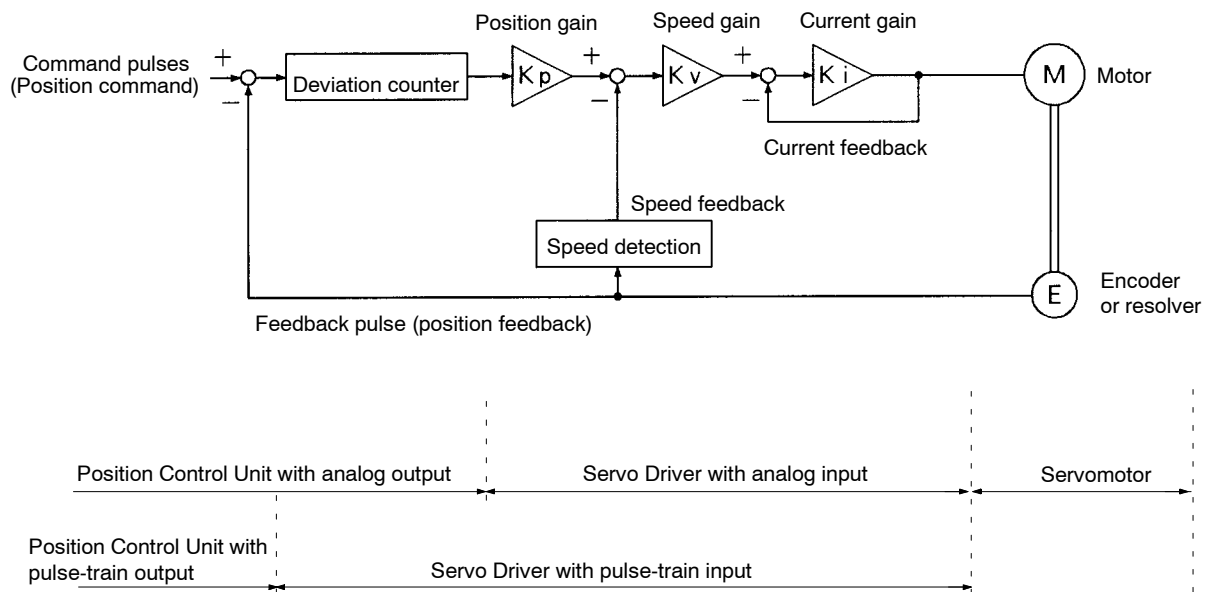 Position gain
Speed gain
Current gain
Command pulses
(Position command)
+
−
Deviation counter
Kp
+
−
Kv
+
−
Ki
M
Motor
Current feedback
Speed feedback
Speed detection
E
Encoder
or resolver
Feedback pulse (position feedback)
Position Control Unit with analog output
Servo Driver with analog input
Servomotor
Position Control Unit with
pulse-train output
Servo Driver with pulse-train input